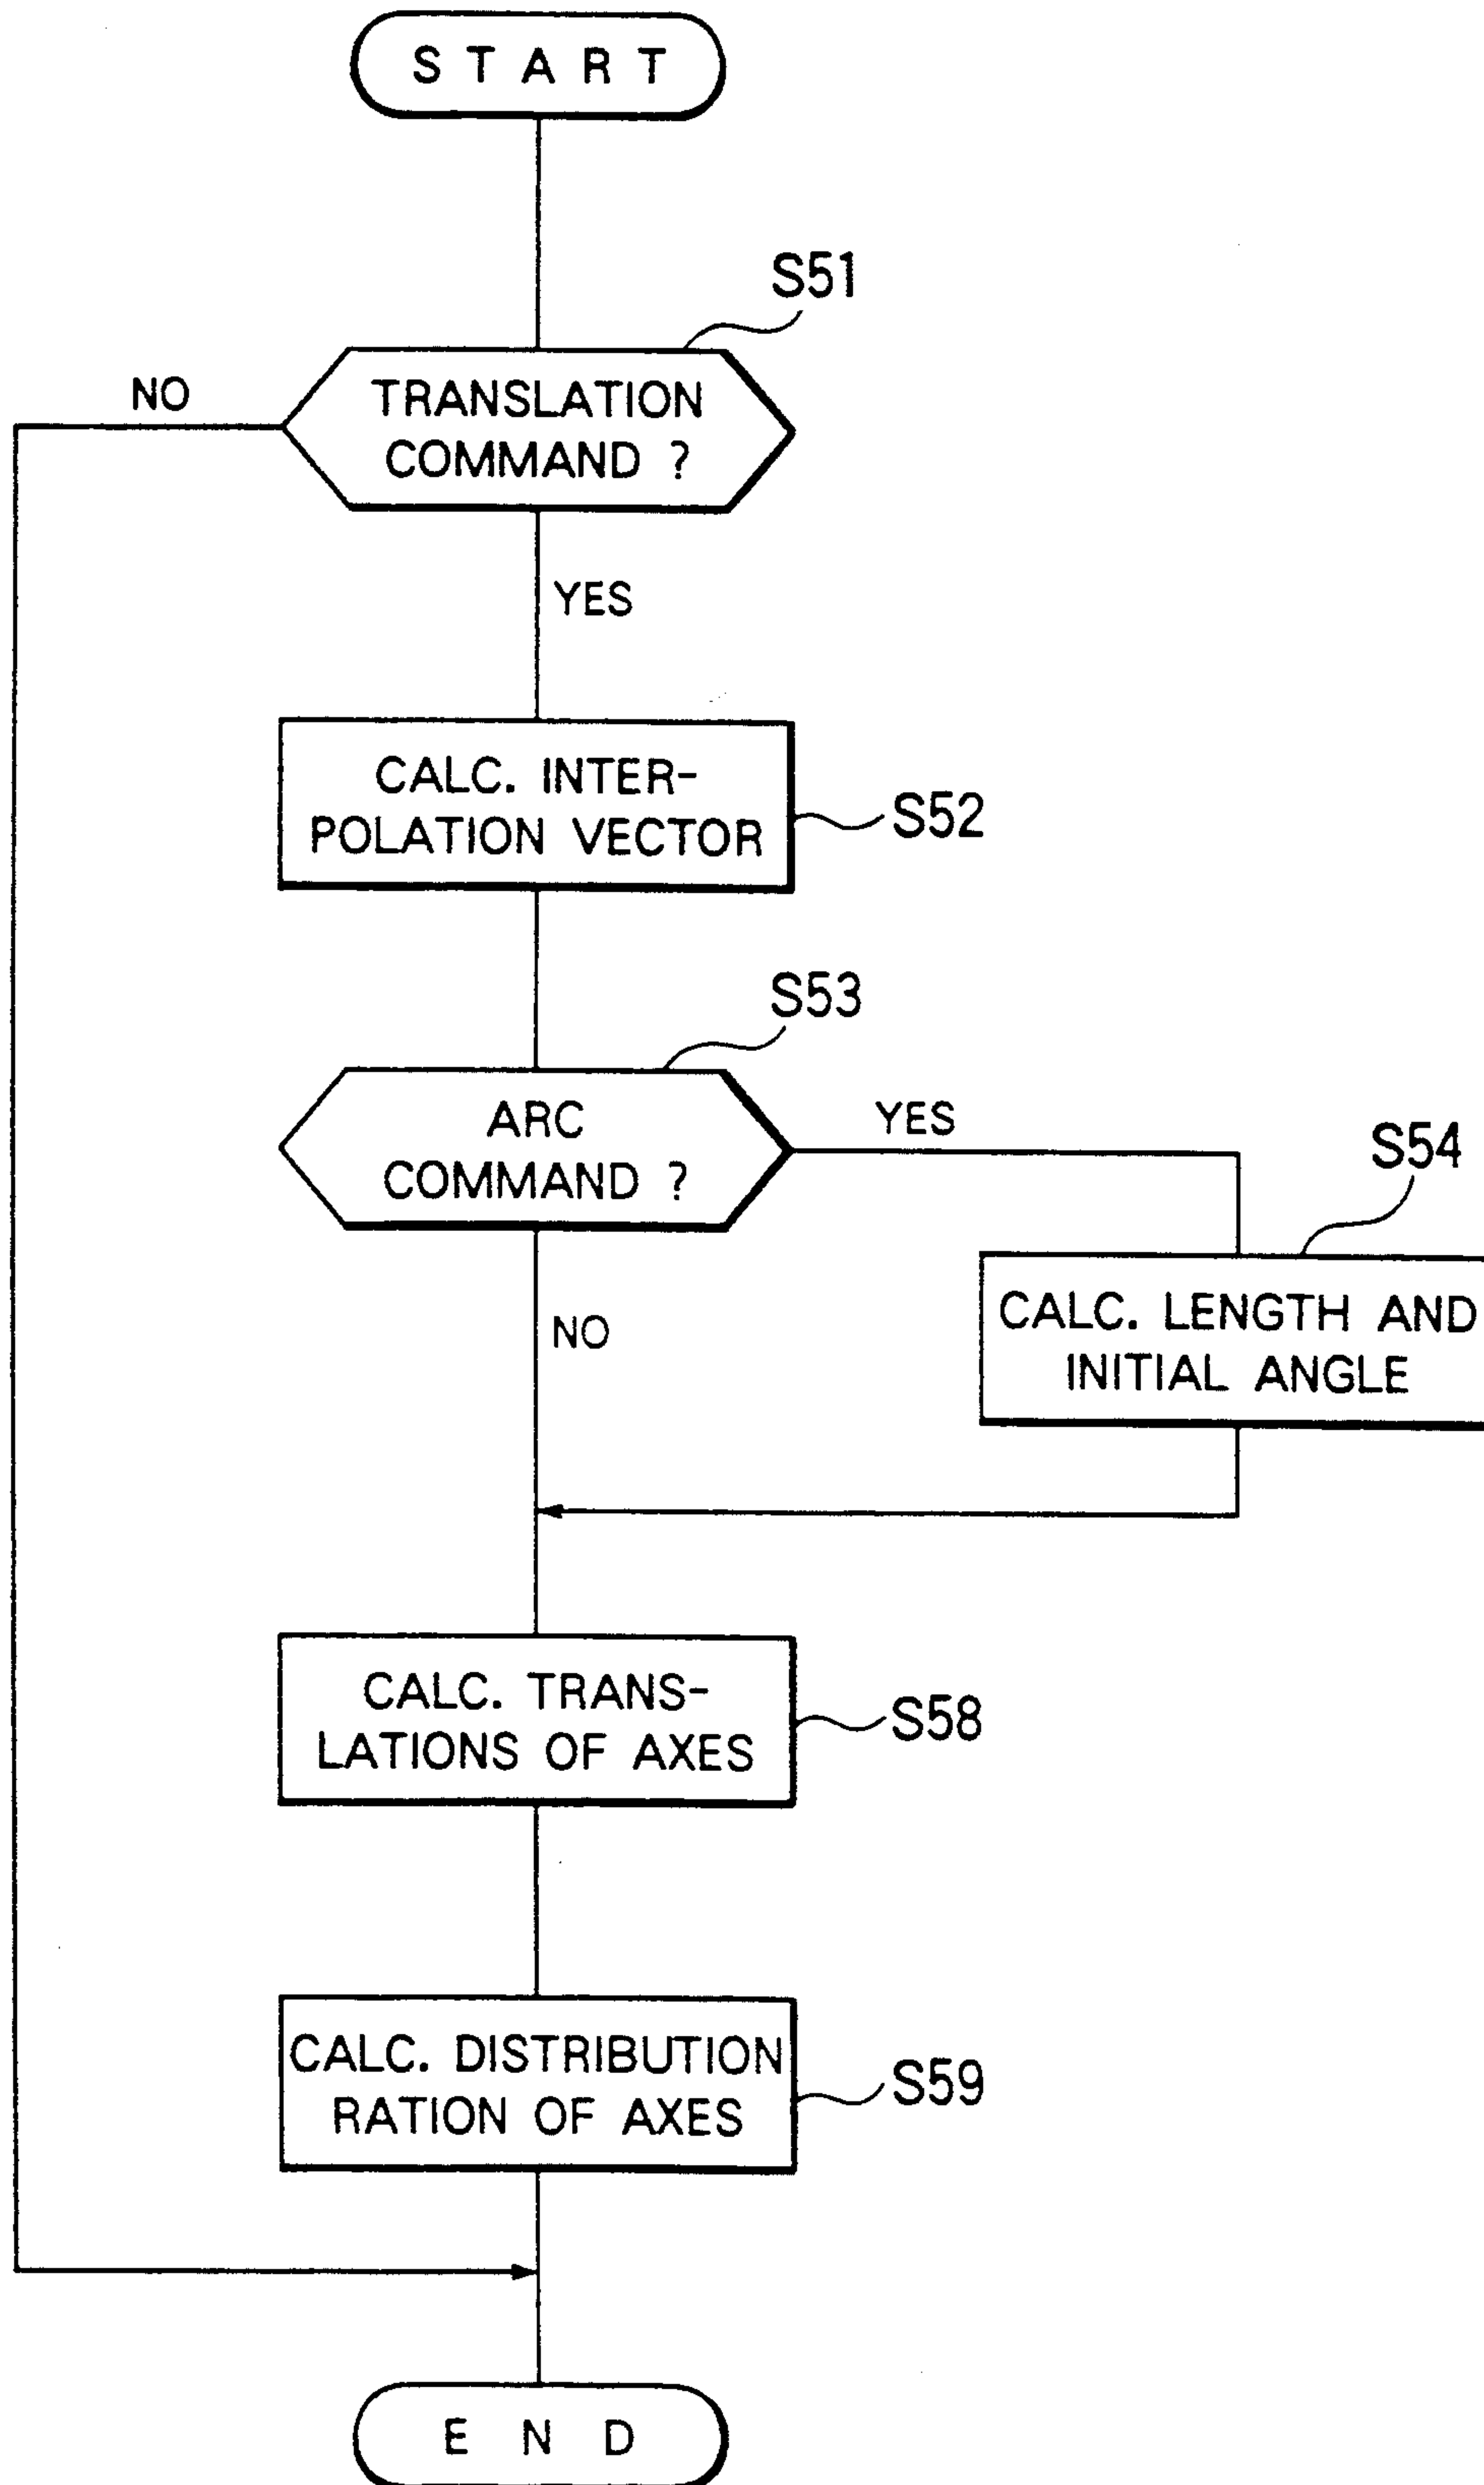 START
S51
NO
TRANSLATION
COMMAND ?
YES
CALC. INTER-
POLATION VECTOR
S52
S53
ARC
COMMAND ?
YES
S54
CALC. LENGTH AND
INITIAL ANGLE
NO
CALC. TRANS-
LATIONS OF AXES
S58
CALC. DISTRIBUTION
RATION OF AXES
S59
END